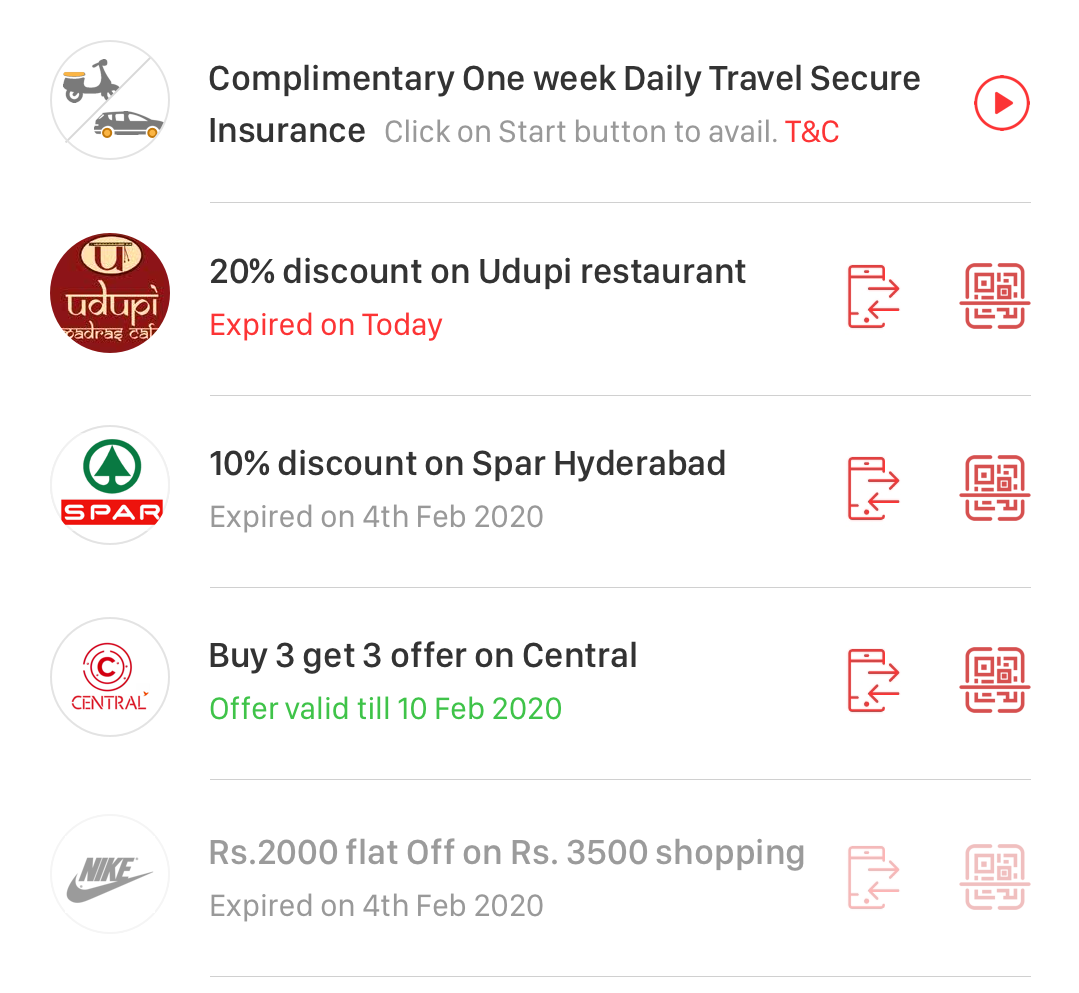 Complimentary One week Daily Travel Secure
Insurance Click on Start button to avail. T&C
U
udupi
madras cafe
20% discount on Udupi restaurant
Expired on Today
SPAR
10% discount on Spar Hyderabad
Expired on 4th Feb 2020
C
CENTRAL
Buy 3 get 3 offer on Central
Offer valid till 10 Feb 2020
NIKE
Rs.2000 flat Off on Rs. 3500 shopping
Expired on 4th Feb 2020